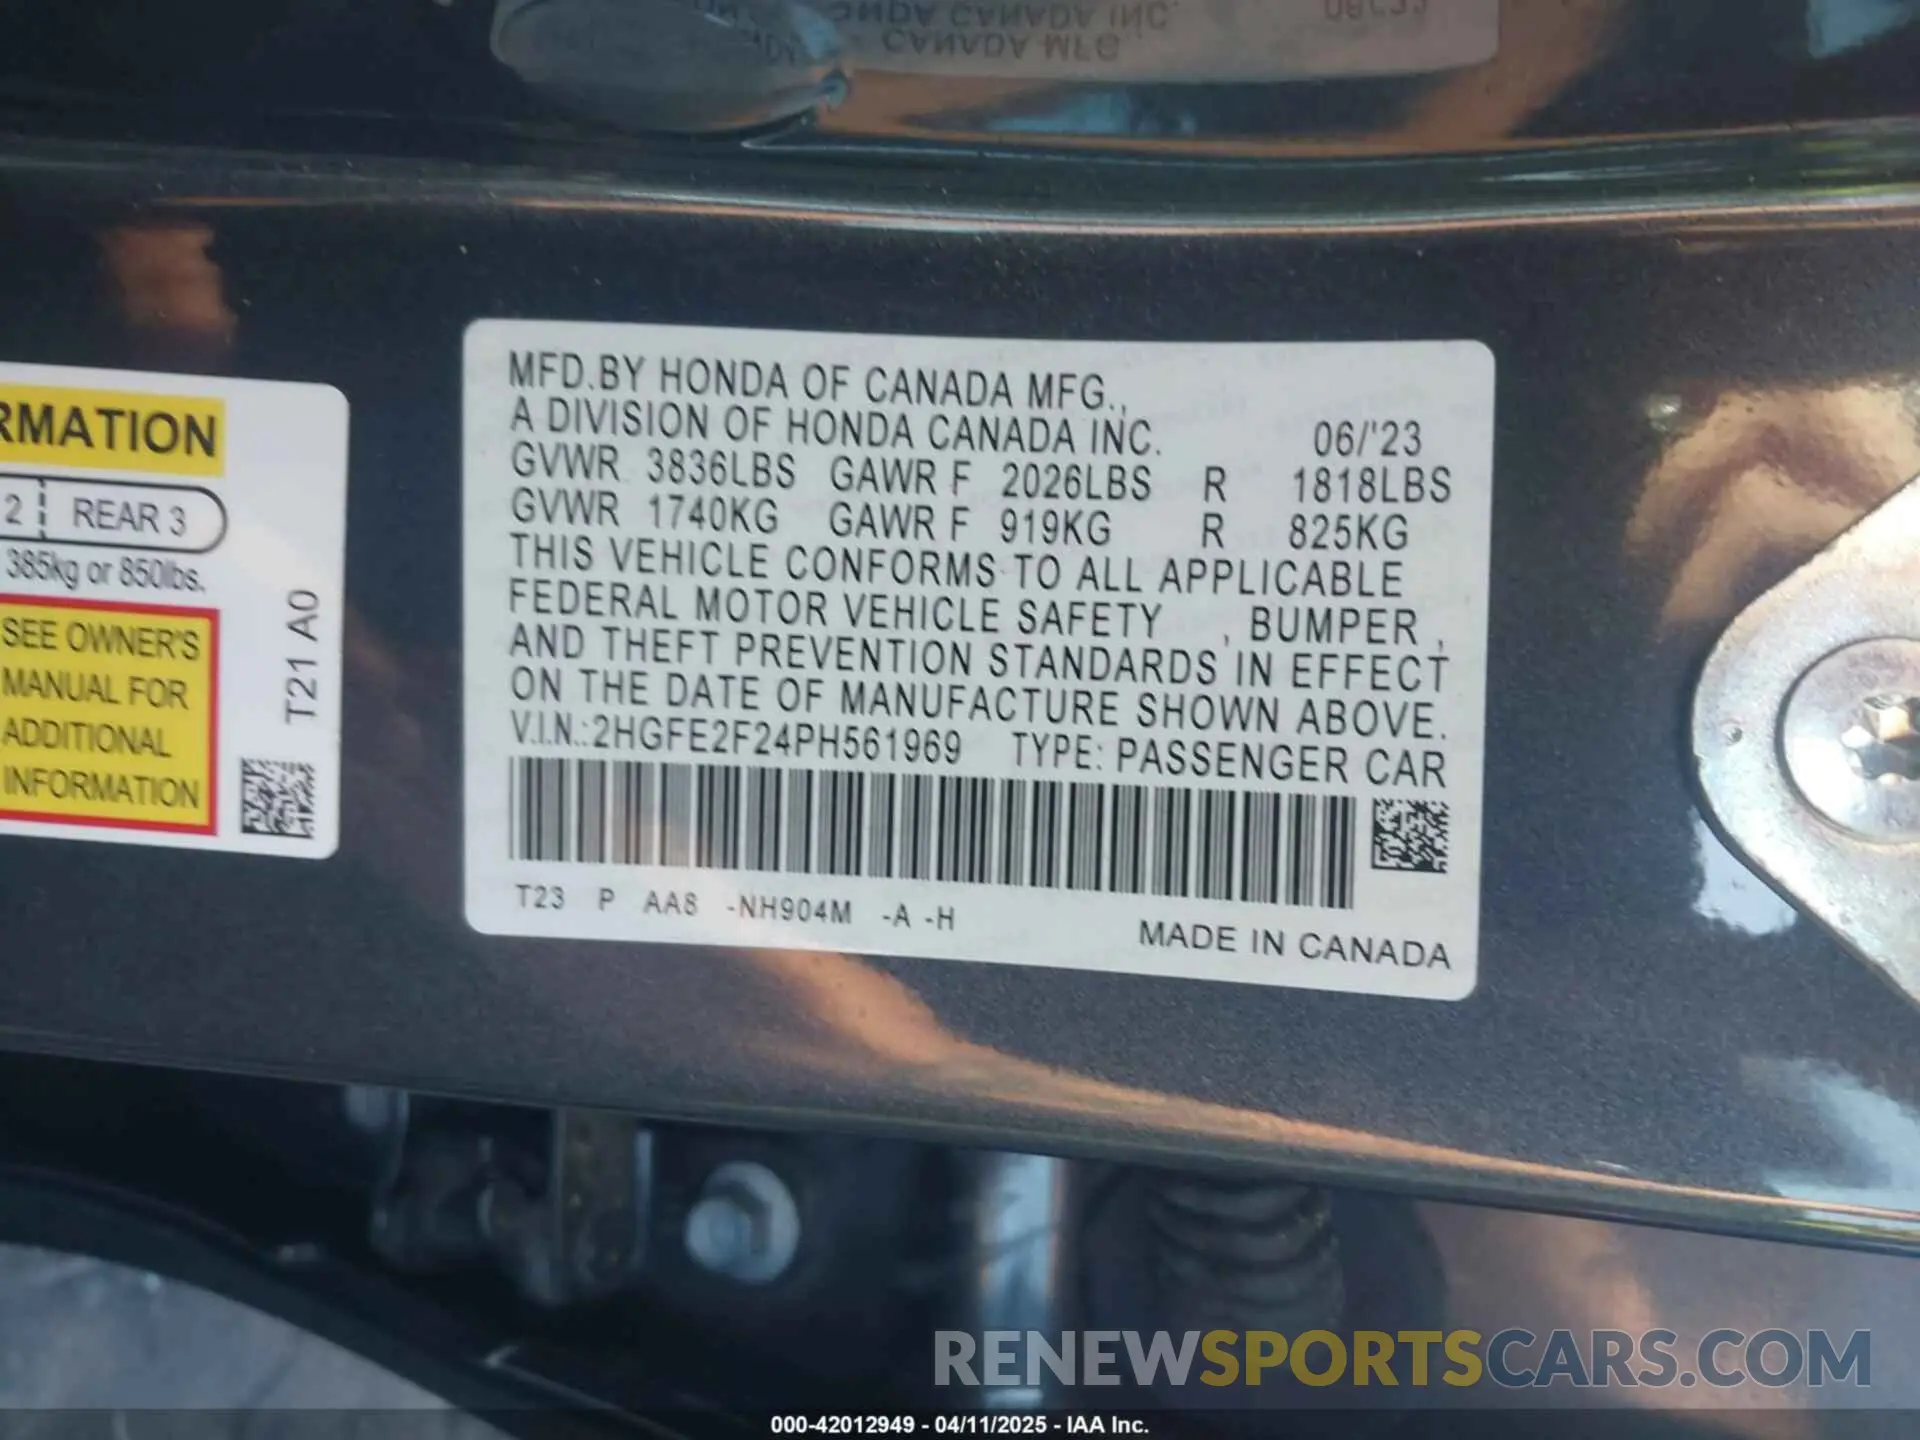 RMATION
2 REAR 3
385kg or 850lbs.
SEE OWNER'S
MANUAL FOR
ADDITIONAL
INFORMATION
T21 A0
MFD.BY HONDA OF CANADA MFG.,
A DIVISION OF HONDA CANADA INC. 06/'23
GVWR 3836LBS GAWR F 2026LBS R 1818LBS
GVWR 1740KG GAWR F 919KG R 825KG
THIS VEHICLE CONFORMS TO ALL APPLICABLE
FEDERAL MOTOR VEHICLE SAFETY , BUMPER ,
AND THEFT PREVENTION STANDARDS IN EFFECT
ON THE DATE OF MANUFACTURE SHOWN ABOVE.
V.I.N.:2HGFE2F24PH561969 TYPE: PASSENGER CAR
T23 P AA8 -NH904M -A -H
MADE IN CANADA
RENEWSPORTSCARS.COM
000-42012949 - 04/11/2025 - IAA Inc.